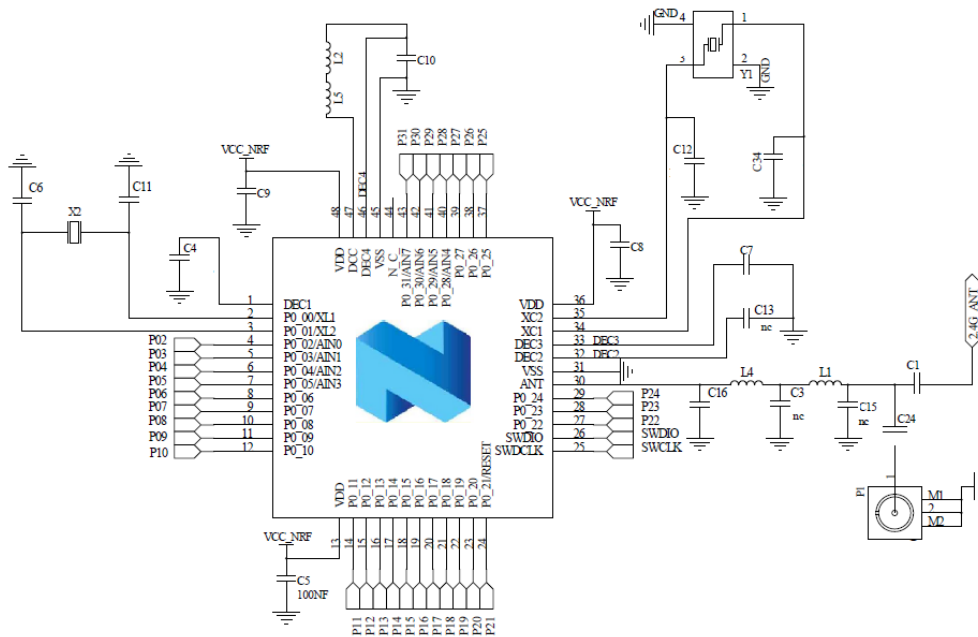 GND 4
1
3
2
Y1
GND
L2
L5
C10
DEC4
P31
P30
P29
P28
P27
P26
P25
C12
C34
VCC_NRF
C9
C6
C11
X2
C4
48
47
46
45
44
43
42
41
40
39
38
37
VCC_NRF
C8
VDD
DCC
DEC4
VSS
N_C
P0_31/AIN7
P0_30/AIN6
P0_29/AIN5
P0_28/AIN4
P0_27
P0_26
P0_25
C7
C13
nc
2.4G_ANT
1 DEC1
2 P0_00/XL1
3 P0_01/XL2
P02 4 P0_02/AIN0
P03 5 P0_03/AIN1
P04 6 P0_04/AIN2
P05 7 P0_05/AIN3
P06 8 P0_06
P07 9 P0_07
P08 10 P0_08
P09 11 P0_09
P10 12 P0_10
VDD 36
XC2 35
XC1 34
DEC3 33 DEC3
DEC2 32 DEC2
VSS 31
ANT 30
P0_24 29 P24
P0_23 28 P23
P0_22 27 P22
SWDIO 26 SWDIO
SWDCLK 25 SWCLK
C16
L4
C3
nc
L1
C15
nc
C1
C24
P1
1
M1
2
M2
VDD
P0_11
P0_12
P0_13
P0_14
P0_15
P0_16
P0_17
P0_18
P0_19
P0_20
P0_21/RESET
VCC_NRF
C5
100NF
13
14
15
16
17
18
19
20
21
22
23
24
P11
P12
P13
P14
P15
P16
P17
P18
P19
P20
P21